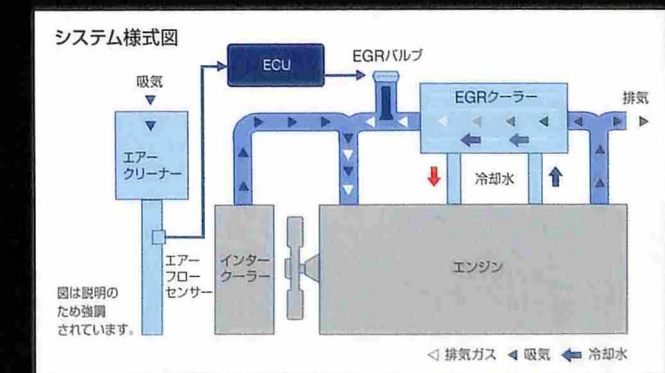 システム様式図
ECU
EGRバルブ
吸気
EGRクーラー
排気
エアー
クリーナー
冷却水
エアー
フロー
センサー
インター
クーラー
エンジン
図は説明の
ため強調
されています。
排気ガス 吸気 冷却水